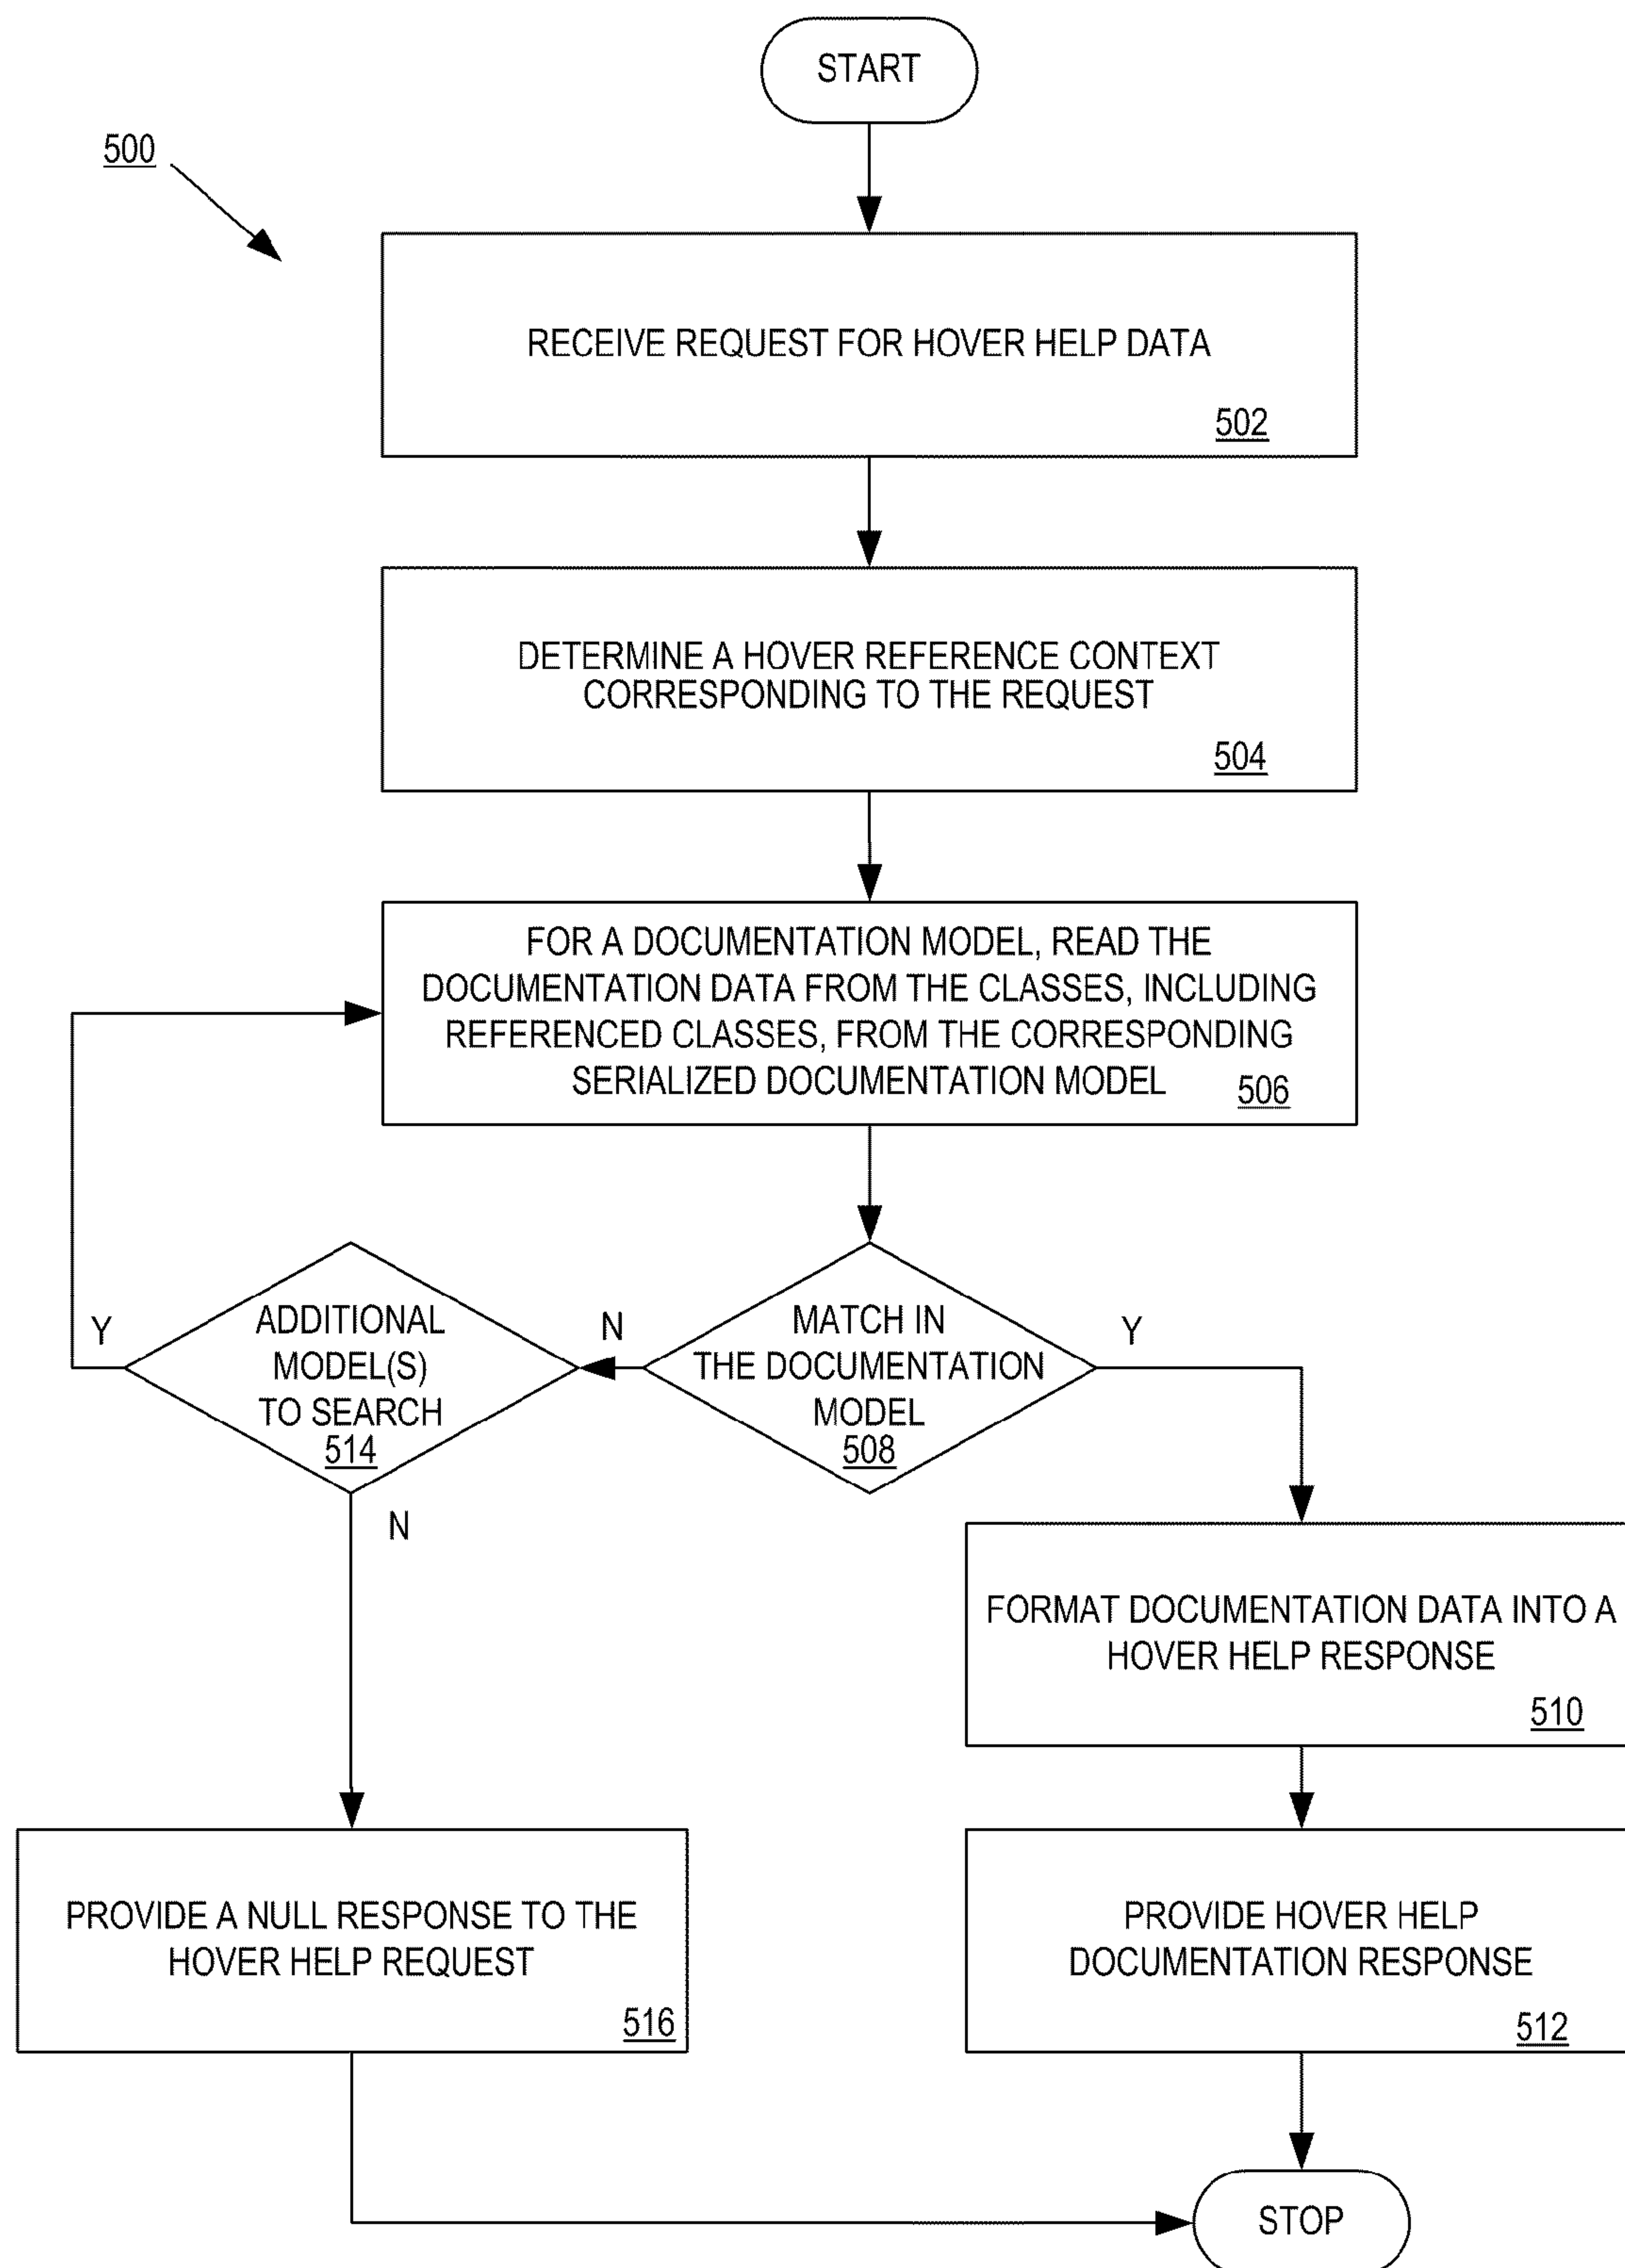 START
500
RECEIVE REQUEST FOR HOVER HELP DATA
502
DETERMINE A HOVER REFERENCE CONTEXT
CORRESPONDING TO THE REQUEST
504
FOR A DOCUMENTATION MODEL, READ THE
DOCUMENTATION DATA FROM THE CLASSES, INCLUDING
REFERENCED CLASSES, FROM THE CORRESPONDING
SERIALIZED DOCUMENTATION MODEL
506
Y
ADDITIONAL
MODEL(S)
TO SEARCH
514
N
N
MATCH IN
THE DOCUMENTATION
MODEL
508
Y
FORMAT DOCUMENTATION DATA INTO A
HOVER HELP RESPONSE
510
PROVIDE A NULL RESPONSE TO THE
HOVER HELP REQUEST
516
PROVIDE HOVER HELP
DOCUMENTATION RESPONSE
512
STOP